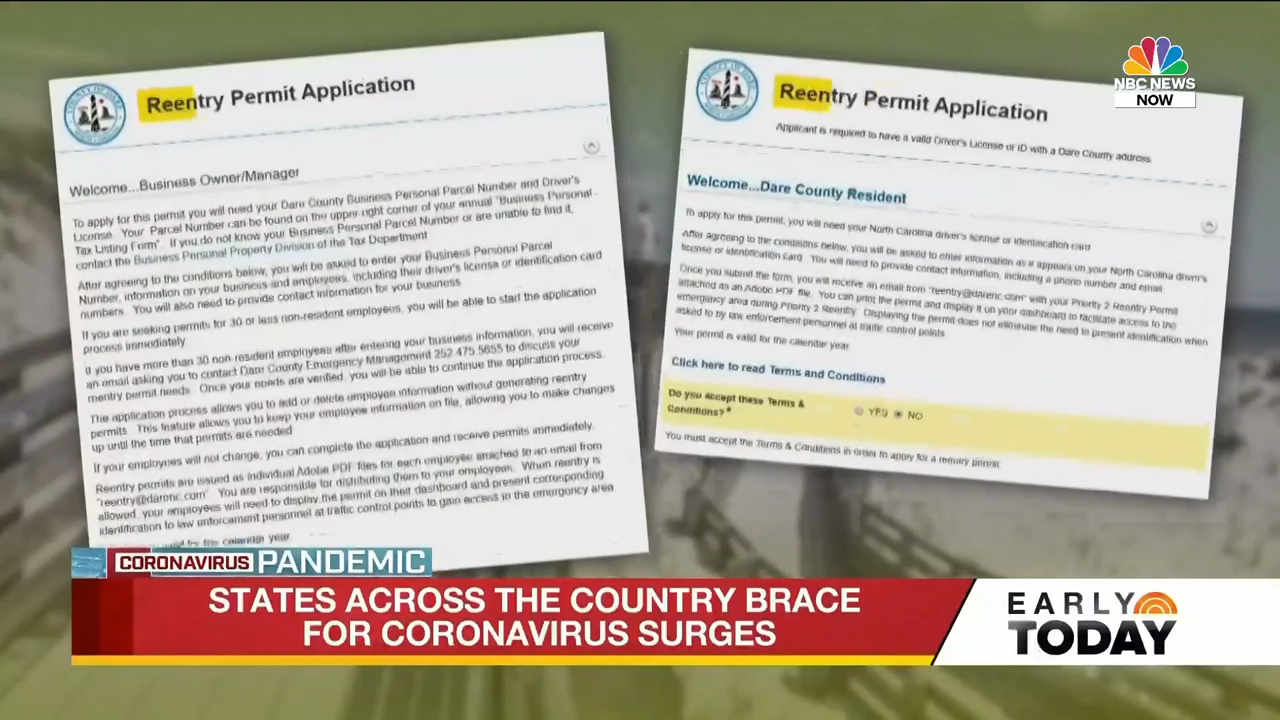 NBC NEWS
NOW
Reentry Permit Application
Welcome...Business Owner/Manager
To apply for this permit you will need your Dare County Business Personal Parcel Number and Driver's
License. Your Parcel Number can be found on the upper right corner of your annual "Business Personal
Tax Listing Form". If you do not know your Business Personal Parcel Number or are unable to find it,
contact the Business Personal Property Division of the Tax Department
After agreeing to the conditions below, you will be asked to enter your Business Personal Parcel
Number, information on your business and employees, including their driver's license or identification card
numbers. You will also need to provide contact information for your business.
If you are seeking permits for 30 or less non-resident employees, you will be able to start the application
process immediately.
If you have more than 30 non resident employees after entering your business information, you will receive
an email asking you to contact Dare County Emergency Management 252 475 5655 to discuss your
reentry permit needs. Once your needs are verified, you will be able to continue the application process.
The application process allows you to add or delete employee information without generating reentry
permits. This feature allows you to keep your employee information on file, allowing you to make changes
up until the time that permits are needed
If your employees will not change, you can complete the application and receive permits immediately.
Reentry permits are issued as individual Adobe PDF files for each employee attached to an email from
"reentry@darenc.com". You are responsible for distributing them to your employees. When reentry is
allowed, your employees will need to display the permit on their dashboard and present corresponding
identification to law enforcement personnel at traffic control points to gain access to the emergency area
for the calendar year.
Reentry Permit Application
Applicant is required to have a valid Driver's License or ID with a Dare County address.
Welcome...Dare County Resident
To apply for this permit, you will need your North Carolina driver's license or identification card
After agreeing to the conditions below, you will be asked to enter information as it appears on your North Carolina driver's
license or identification card. You will need to provide contact information, including a phone number and email.
Once you submit the form, you will receive an email from "reentry@darenc.com" with your Priority 2 Reentry Permit
attached as an Adobe PDF file. You can print the permit and display it on your dashboard to facilitate access to the
emergency area during Priority 2 Reentry. Displaying the permit does not eliminate the need to present identification when
asked to by law enforcement personnel at traffic control points
Your permit is valid for the calendar year.
Click here to read Terms and Conditions
Do you accept these Terms &
Conditions?*
YES NO
You must accept the Terms & Conditions in order to apply for a reentry permit.
CORONAVIRUS PANDEMIC
STATES ACROSS THE COUNTRY BRACE
FOR CORONAVIRUS SURGES
EARLY
TODAY